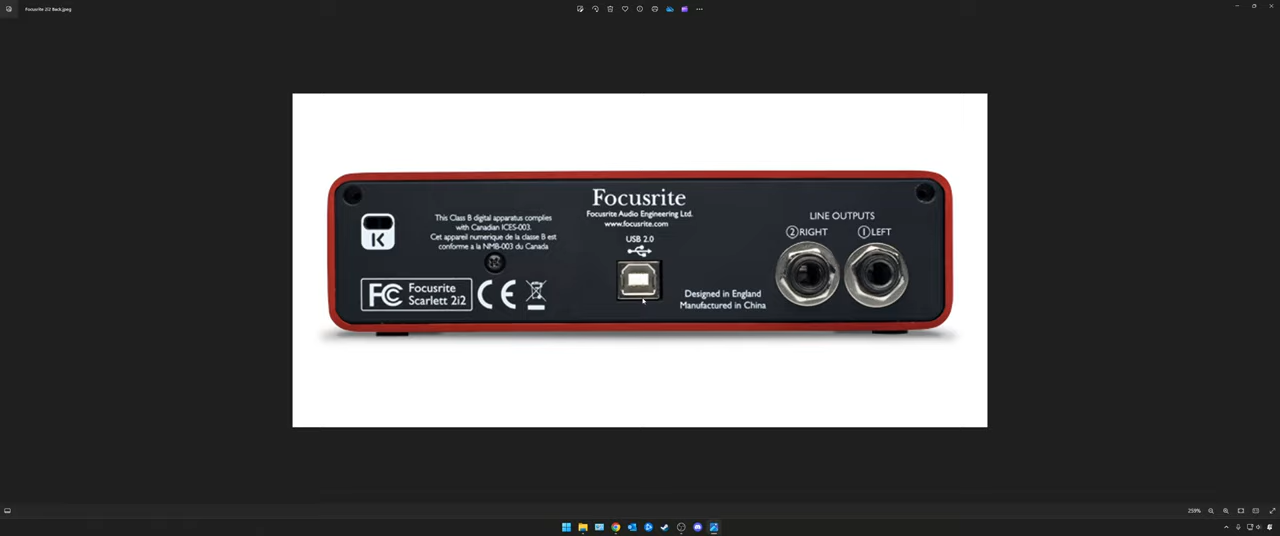 Focusrite 2i2 Back.jpeg
Focusrite
Focusrite Audio Engineering Ltd.
www.focusrite.com
USB 2.0
This Class B digital apparatus complies
with Canadian ICES-003.
Cet appareil numerique de la classe B est
conforme a la NMB-003 du Canada
K
FC
Focusrite
Scarlett 2i2
CE
Designed in England
Manufactured in China
LINE OUTPUTS
2 RIGHT
1 LEFT
259%